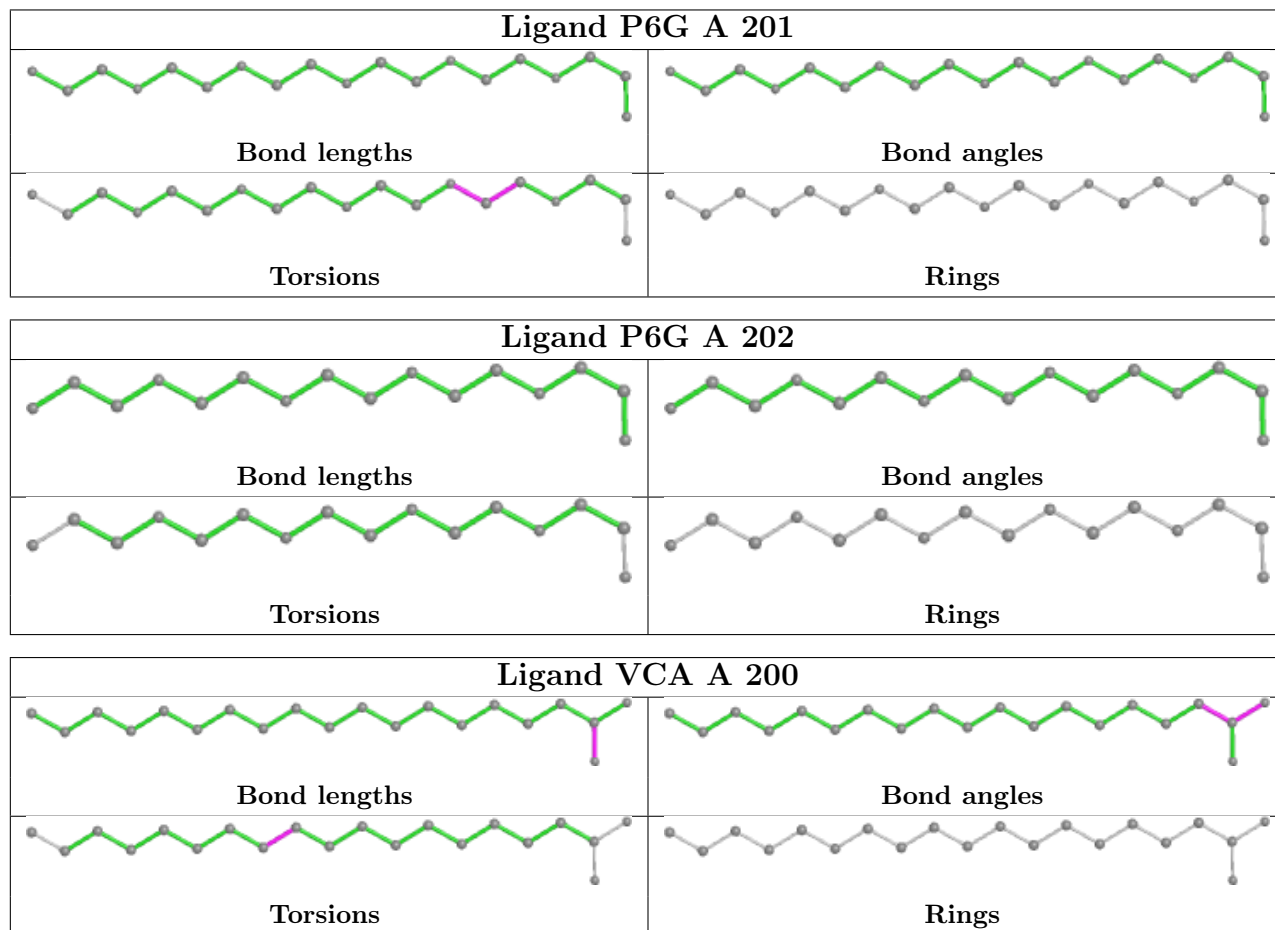 Ligand P6G A 201
Bond lengths Bond angles
Torsions Rings
Ligand P6G A 202
Bond lengths Bond angles
Torsions Rings
Ligand VCA A 200
Bond lengths Bond angles
Torsions Rings